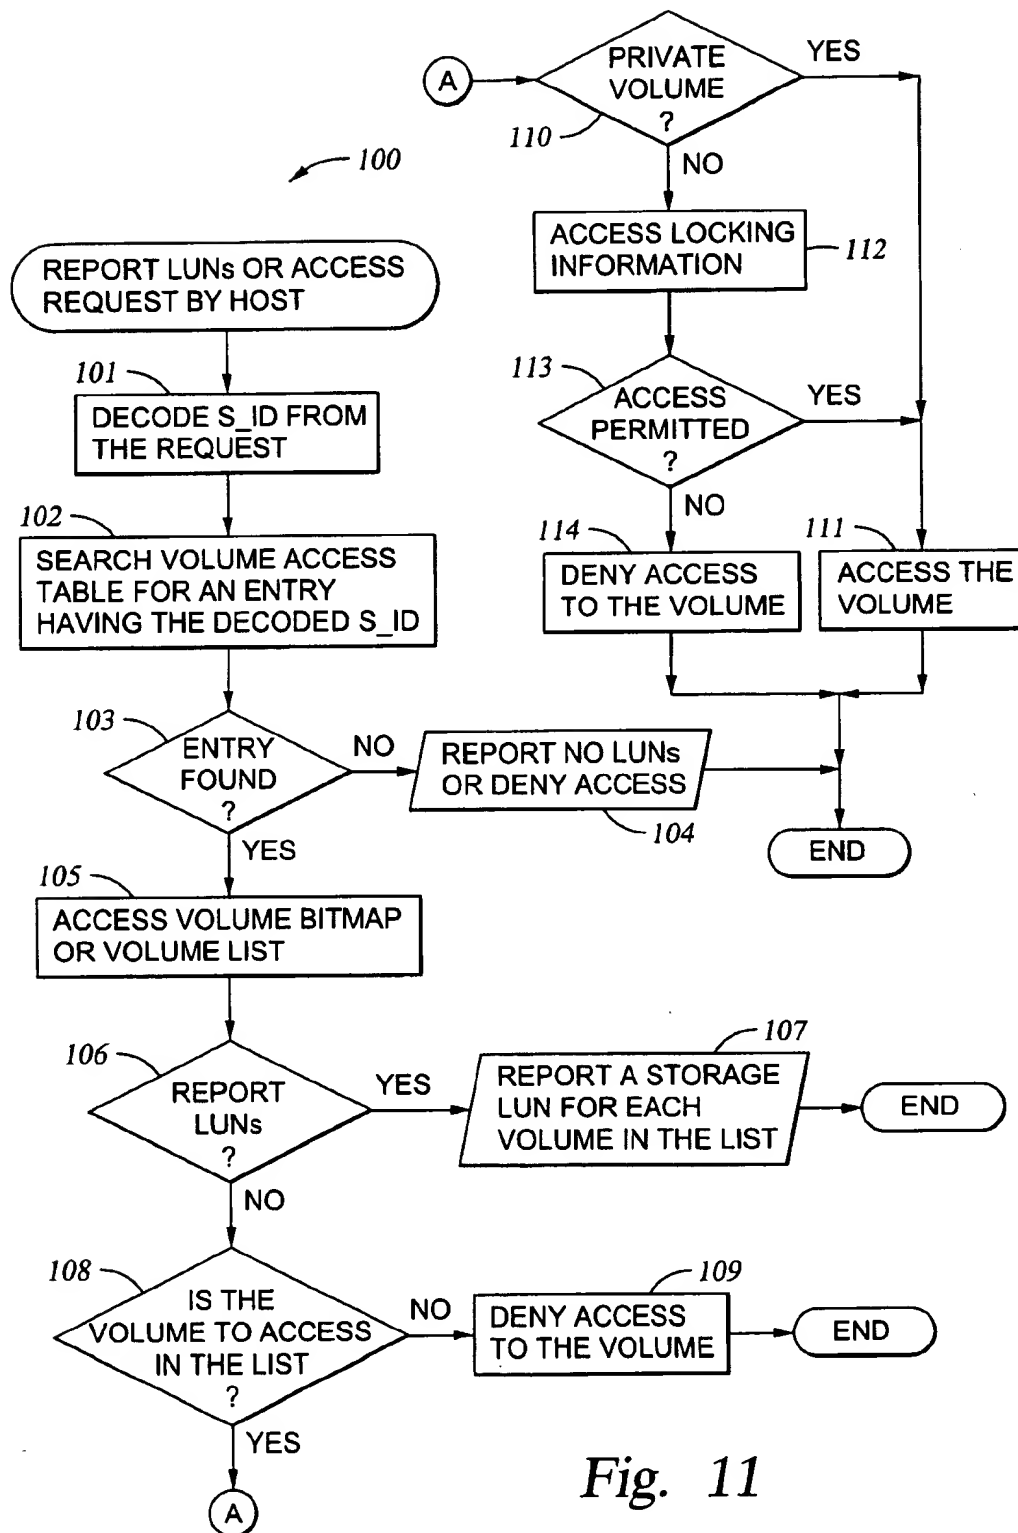 100
REPORT LUNs OR ACCESS
REQUEST BY HOST
101
DECODE S_ID FROM
THE REQUEST
102
SEARCH VOLUME ACCESS
TABLE FOR AN ENTRY
HAVING THE DECODED S_ID
103
ENTRY
FOUND
?
NO
REPORT NO LUNs
OR DENY ACCESS
104
YES
105
ACCESS VOLUME BITMAP
OR VOLUME LIST
106
REPORT
LUNs
?
YES
107
REPORT A STORAGE
LUN FOR EACH
VOLUME IN THE LIST
END
NO
108
IS THE
VOLUME TO ACCESS
IN THE LIST
?
NO
109
DENY ACCESS
TO THE VOLUME
END
YES
A
A
PRIVATE
VOLUME
?
110
YES
NO
ACCESS LOCKING
INFORMATION
112
113
ACCESS
PERMITTED
?
YES
NO
114
DENY ACCESS
TO THE VOLUME
111
ACCESS THE
VOLUME
END
Fig. 11